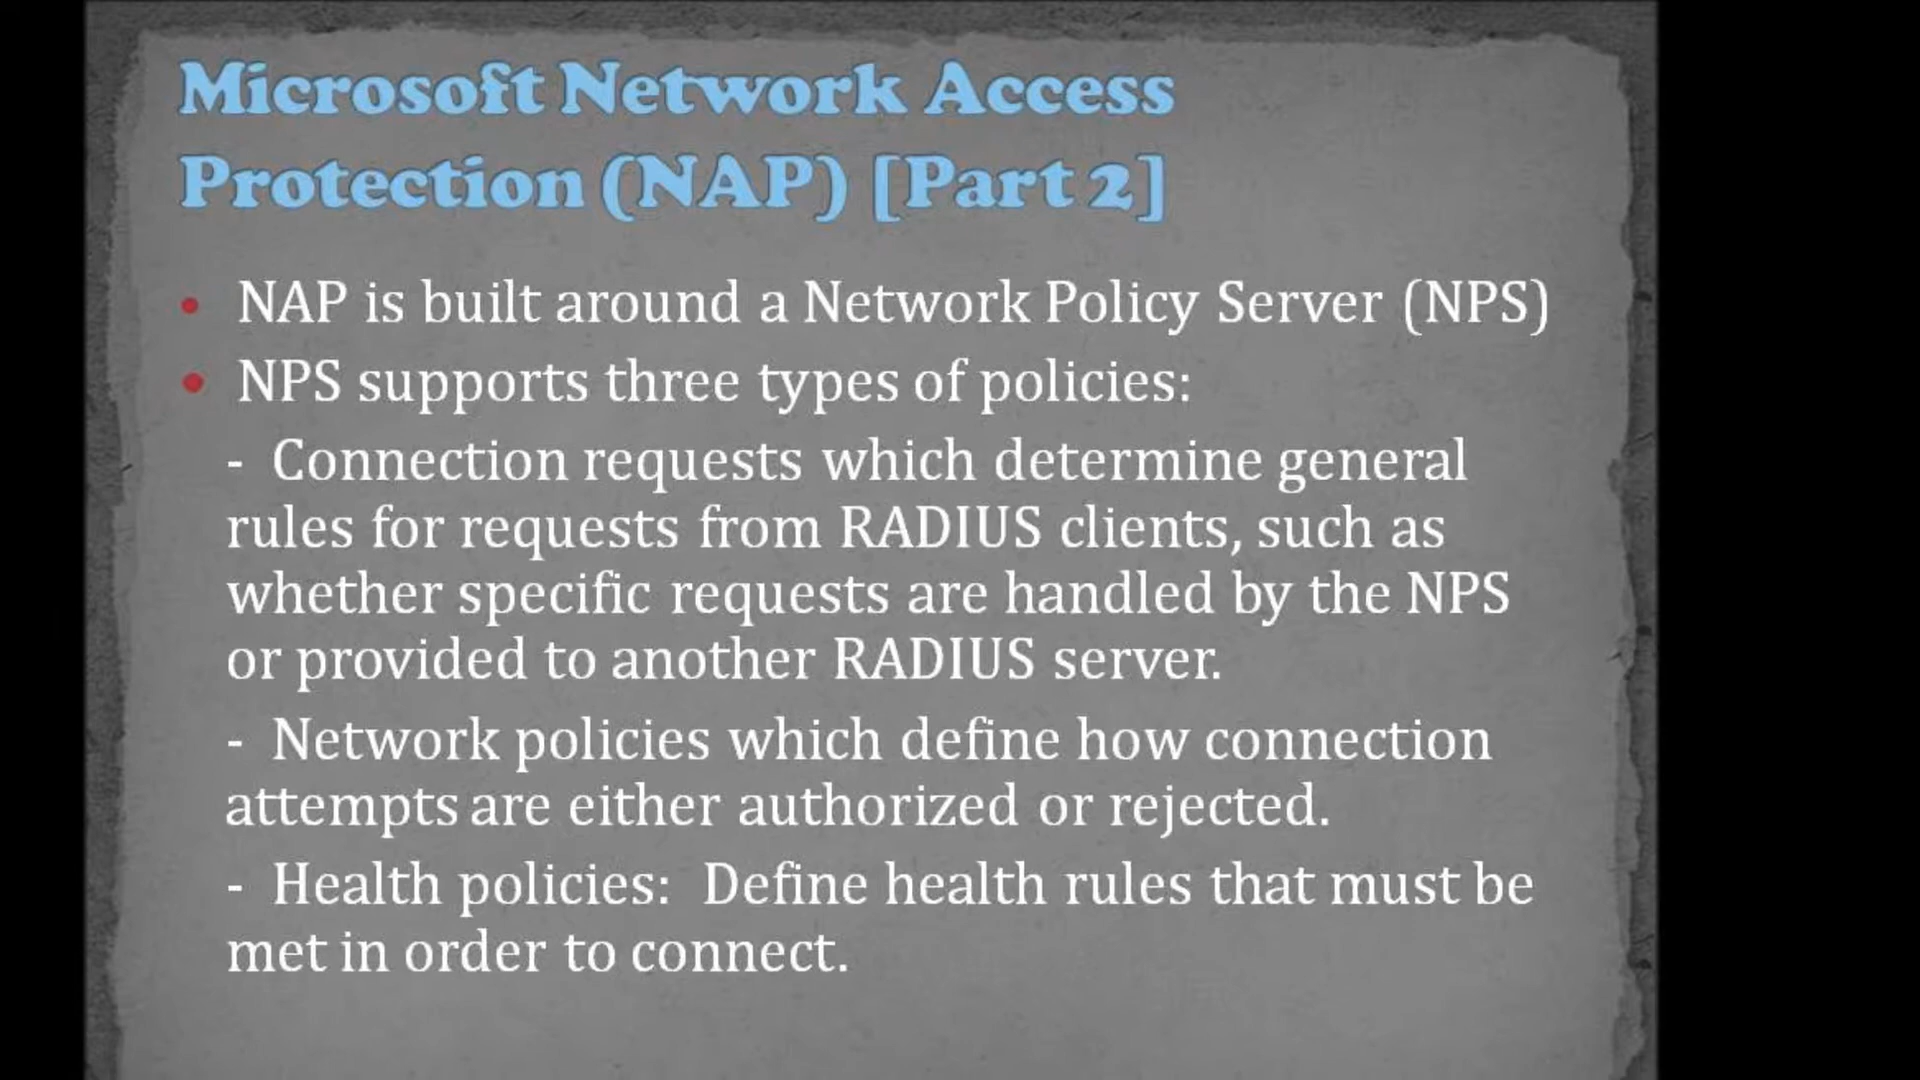 Microsoft Network Access
Protection (NAP) [Part 2]
• NAP is built around a Network Policy Server (NPS)
• NPS supports three types of policies:
- Connection requests which determine general
rules for requests from RADIUS clients, such as
whether specific requests are handled by the NPS
or provided to another RADIUS server.
- Network policies which define how connection
attempts are either authorized or rejected.
- Health policies: Define health rules that must be
met in order to connect.